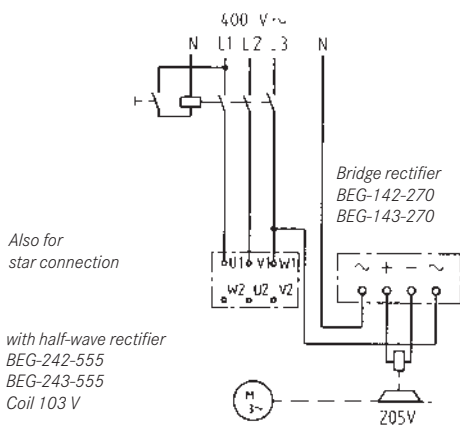 400 V~
N L1 L2 L3 N
Bridge rectifier
BEG-142-270
BEG-143-270
Also for
star connection
U1 V1 W1
W2 U2 V2
~ + - ~
with half-wave rectifier
BEG-242-555
BEG-243-555
Coil 103 V
M
3~
205V